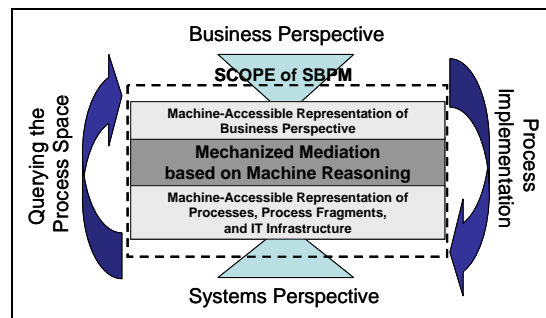 Business Perspective
SCOPE of SBPM
Machine-Accessible Representation of
Business Perspective
Mechanized Mediation
based on Machine Reasoning
Machine-Accessible Representation of
Processes, Process Fragments,
and IT Infrastructure
Systems Perspective
Querying the
Process Space
Process
Implementation